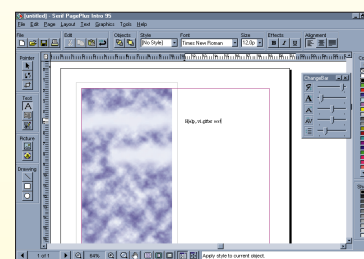 [untitled] - Serif PagePlus Intro 95
File Edit Page Layout Text Graphics Tools Help
File Edit Objects Style Font Size Effects Alignment
[No Style] Times New Roman 12.0p B I U
Pointer
ChangeBar
Text
A
Picture
Drawing
1 of 1 64% Apply style to current object.